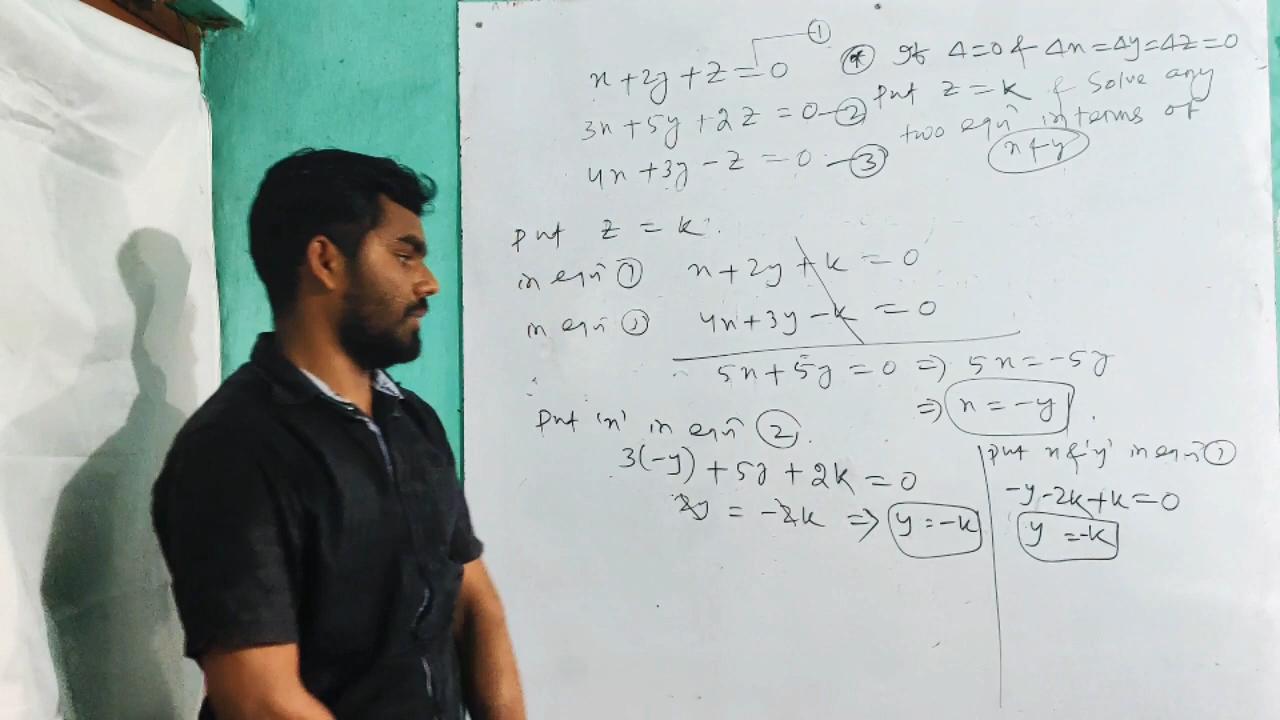 x + 2y + z = 0 ①
3x + 5y + 2z = 0 - ②
4x + 3y - z = 0 - ③
* If Δ=0 & Δx=Δy=Δz=0
Put z = k & Solve any
two eqⁿ in terms of
x & y
put z = k.
in eqⁿ ① x + 2y + k = 0
in eqⁿ 4x + 3y - k = 0
5x + 5y = 0 => 5x = -5y
=> x = -y
Put 'x' in eqⁿ ②.
3(-y) + 5y + 2k = 0
2y = -2k => y = -k
put x & 'y' in eqⁿ ①
-y - 2k + k = 0
y = -k